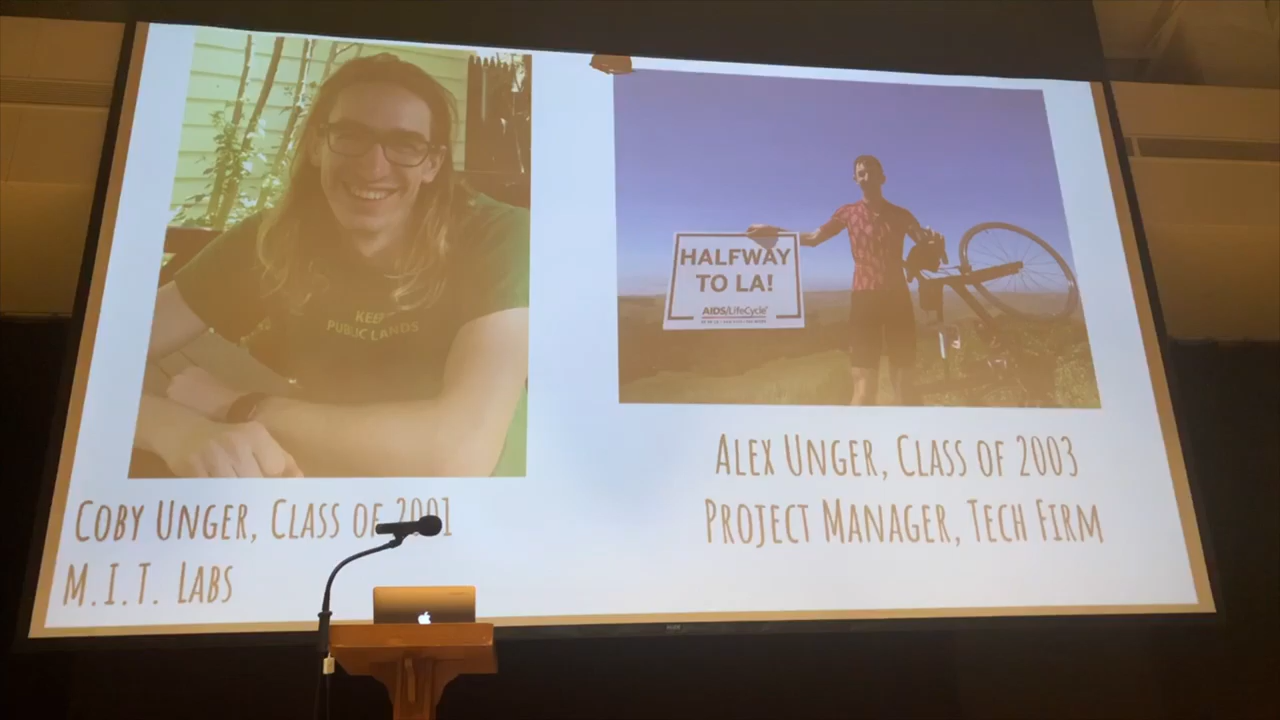 KEEP
PUBLIC LANDS
COBY UNGER, CLASS OF 2001
M.I.T. LABS
HALFWAY
TO LA!
AIDS/LifeCycle
ALEX UNGER, CLASS OF 2003
PROJECT MANAGER, TECH FIRM